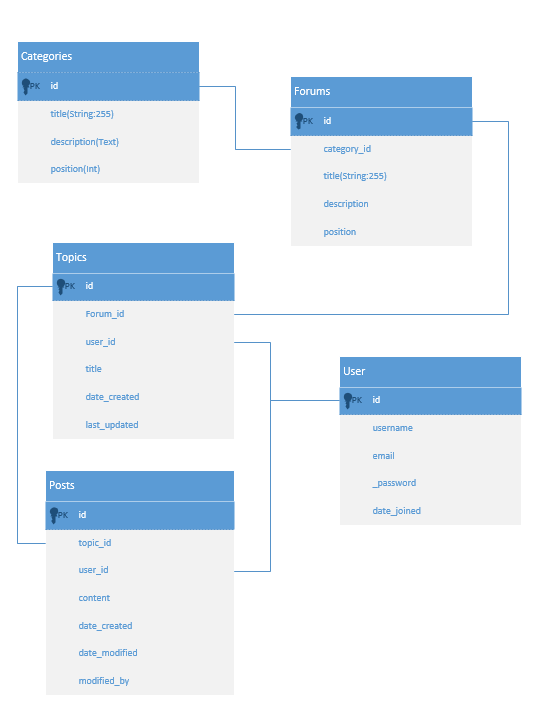 Categories
PK id
title(String:255)
description(Text)
position(Int)
Forums
PK id
category_id
title(String:255)
description
position
Topics
PK id
Forum_id
user_id
title
date_created
last_updated
User
PK id
username
email
_password
date_joined
Posts
PK id
topic_id
user_id
content
date_created
date_modified
modified_by